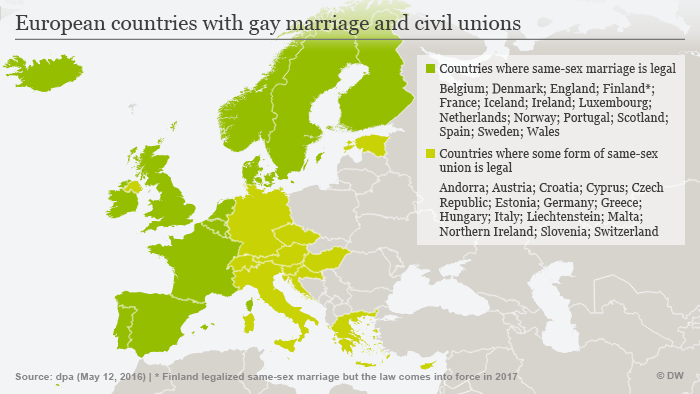 European countries with gay marriage and civil unions
Countries where same-sex marriage is legal
Belgium; Denmark; England; Finland*;
France; Iceland; Ireland; Luxembourg;
Netherlands; Norway; Portugal; Scotland;
Spain; Sweden; Wales
Countries where some form of same-sex
union is legal
Andorra; Austria; Croatia; Cyprus; Czech
Republic; Estonia; Germany; Greece;
Hungary; Italy; Liechtenstein; Malta;
Northern Ireland; Slovenia; Switzerland
Source: dpa (May 12, 2016) | * Finland legalized same-sex marriage but the law comes into force in 2017
© DW